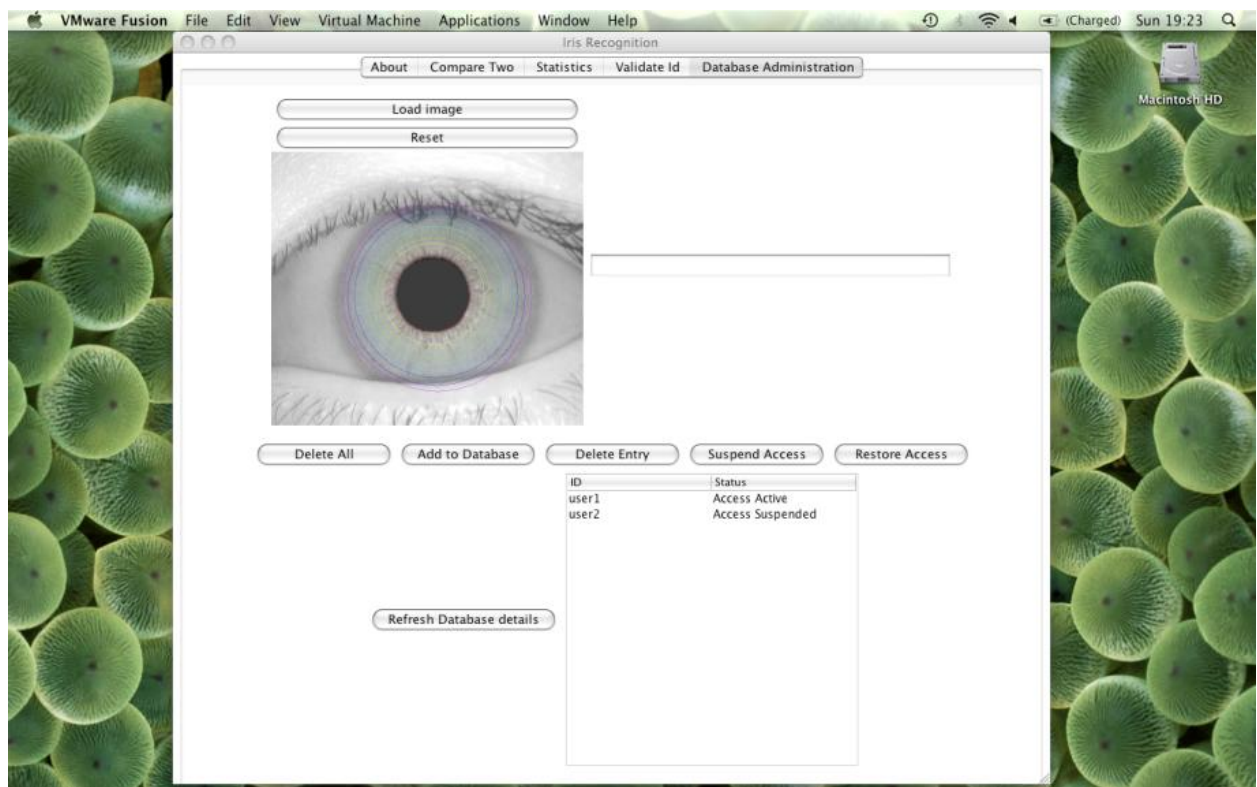 VMware Fusion File Edit View Virtual Machine Applications Window Help (Charged) Sun 19:23
Iris Recognition
About Compare Two Statistics Validate Id Database Administration
Macintosh HD
Load image
Reset
Delete All Add to Database Delete Entry Suspend Access Restore Access
ID Status
user1 Access Active
user2 Access Suspended
Refresh Database details